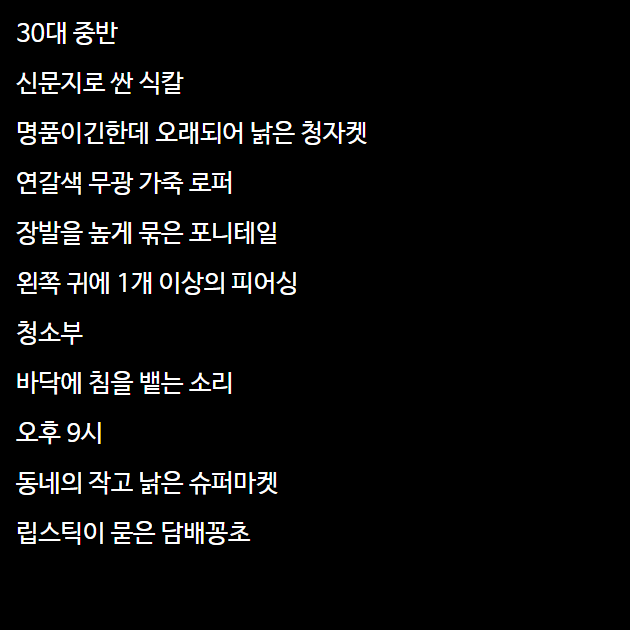 30대 중반
신문지로 싼 식칼
명품이긴한데 오래되어 낡은 청자켓
연갈색 무광 가죽 로퍼
장발을 높게 묶은 포니테일
왼쪽 귀에 1개 이상의 피어싱
청소부
바닥에 침을 뱉는 소리
오후 9시
동네의 작고 낡은 슈퍼마켓
립스틱이 묻은 담배꽁초